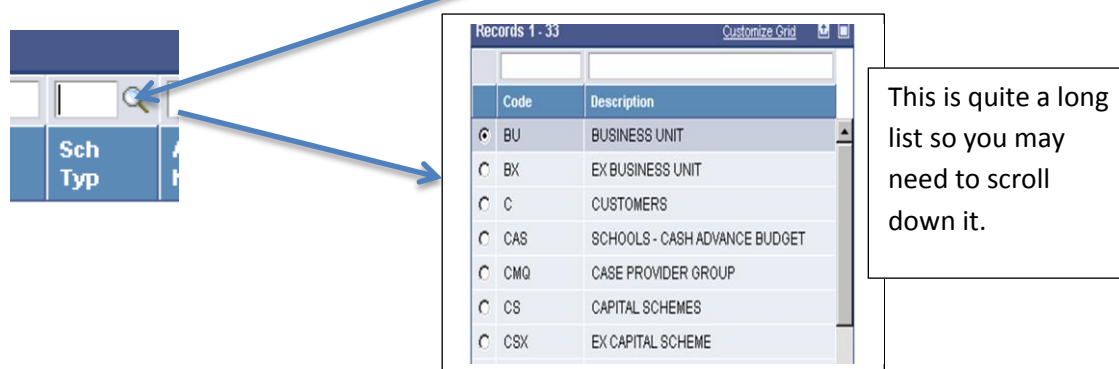 Sch
Typ
Records 1 - 33 Customize Grid
Code Description
BU BUSINESS UNIT
BX EX BUSINESS UNIT
C CUSTOMERS
CAS SCHOOLS - CASH ADVANCE BUDGET
CMQ CASE PROVIDER GROUP
CS CAPITAL SCHEMES
CSX EX CAPITAL SCHEME
This is quite a long
list so you may
need to scroll
down it.